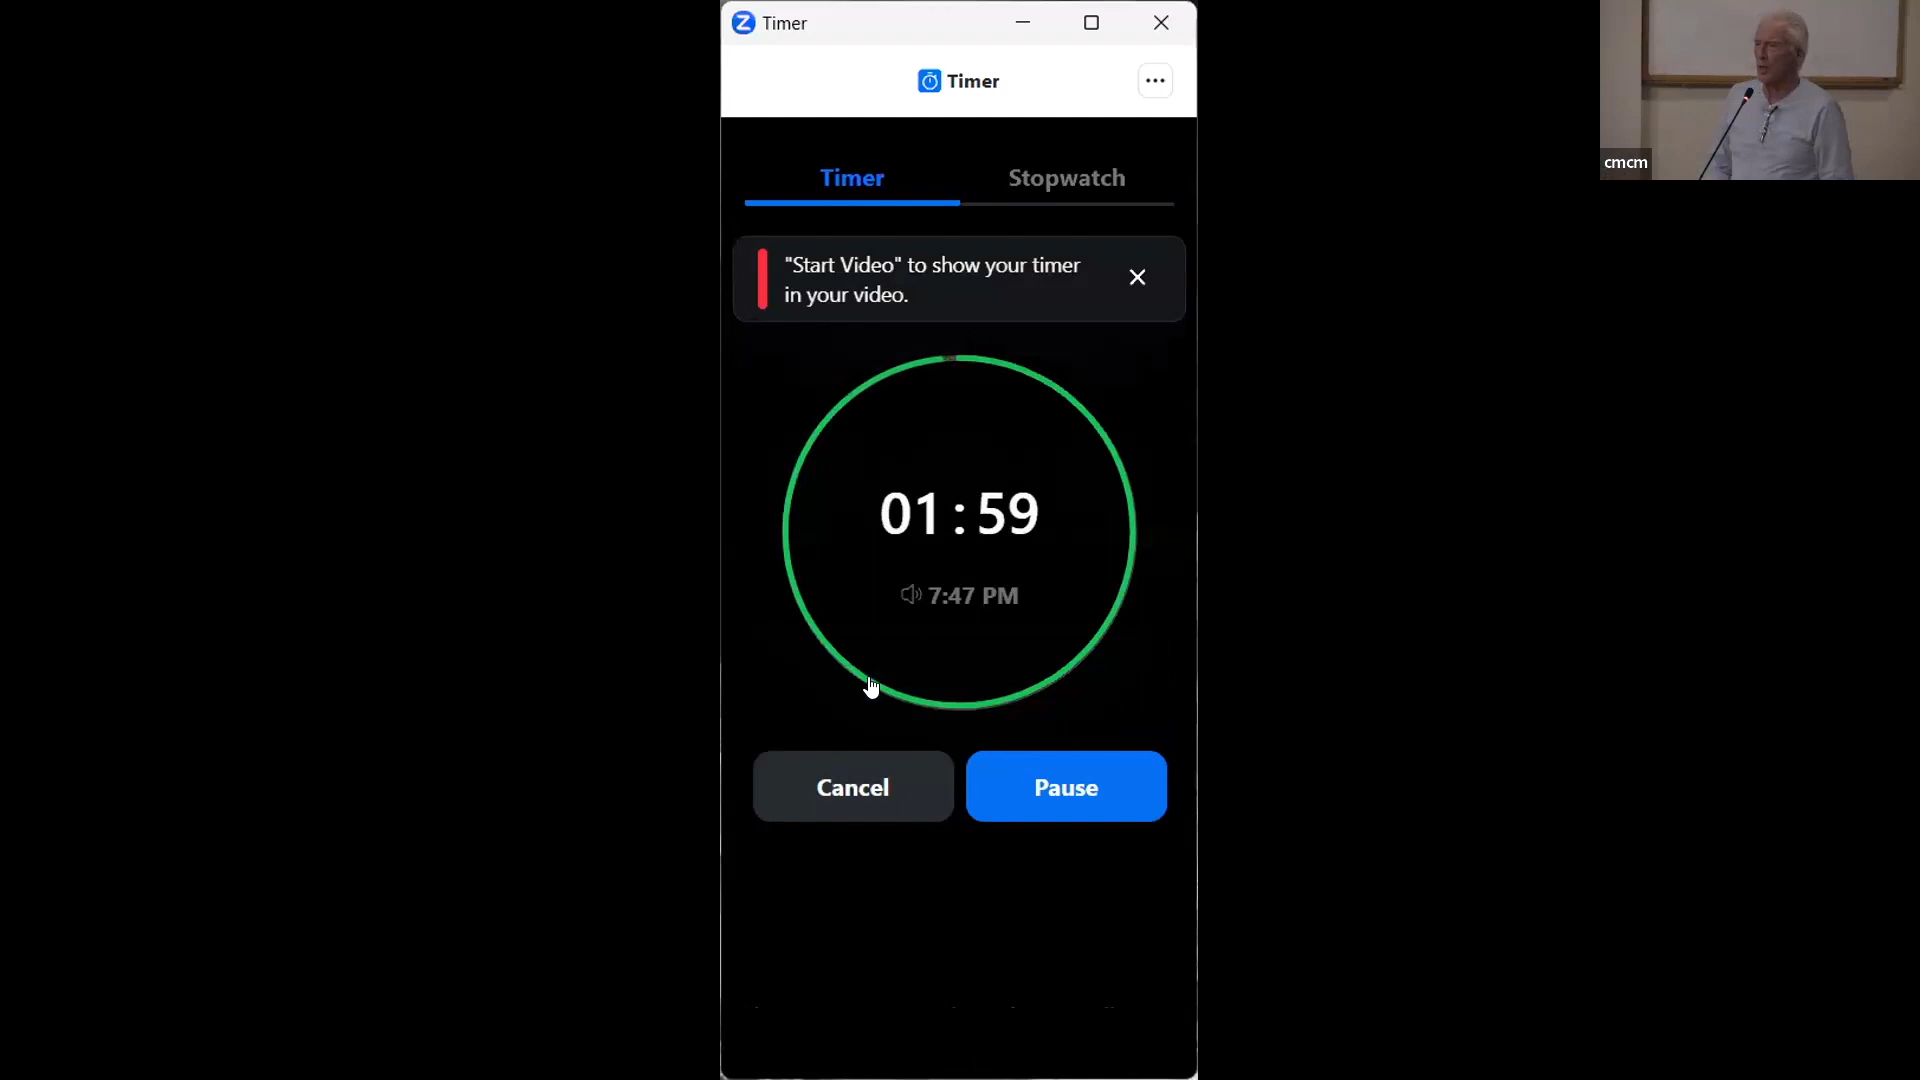 Timer
Timer
Timer
Stopwatch
"Start Video" to show your timer
in your video.
01:59
7:47 PM
Cancel
Pause
cmcm